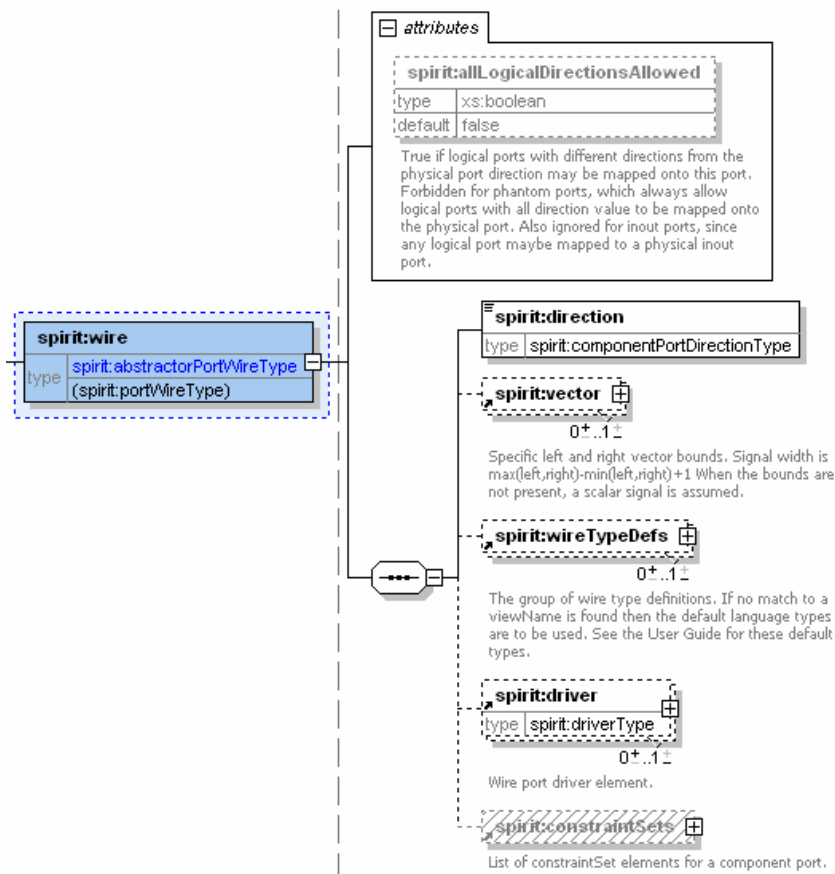 attributes
spirit:allLogicalDirectionsAllowed
type xs:boolean
default false
True if logical ports with different directions from the
physical port direction may be mapped onto this port.
Forbidden for phantom ports, which always allow
logical ports with all direction value to be mapped onto
the physical port. Also ignored for inout ports, since
any logical port maybe mapped to a physical inout
port.
spirit:wire
type spirit:abstractorPortWireType
(spirit:portWireType)
spirit:direction
type spirit:componentPortDirectionType
spirit:vector
0±..1±
Specific left and right vector bounds. Signal width is
max(left,right)-min(left,right)+1 When the bounds are
not present, a scalar signal is assumed.
spirit:wireTypeDefs
0±..1±
The group of wire type definitions. If no match to a
viewName is found then the default language types
are to be used. See the User Guide for these default
types.
spirit:driver
type spirit:driverType
0±..1±
Wire port driver element.
spirit:constraintSets
List of constraintSet elements for a component port.